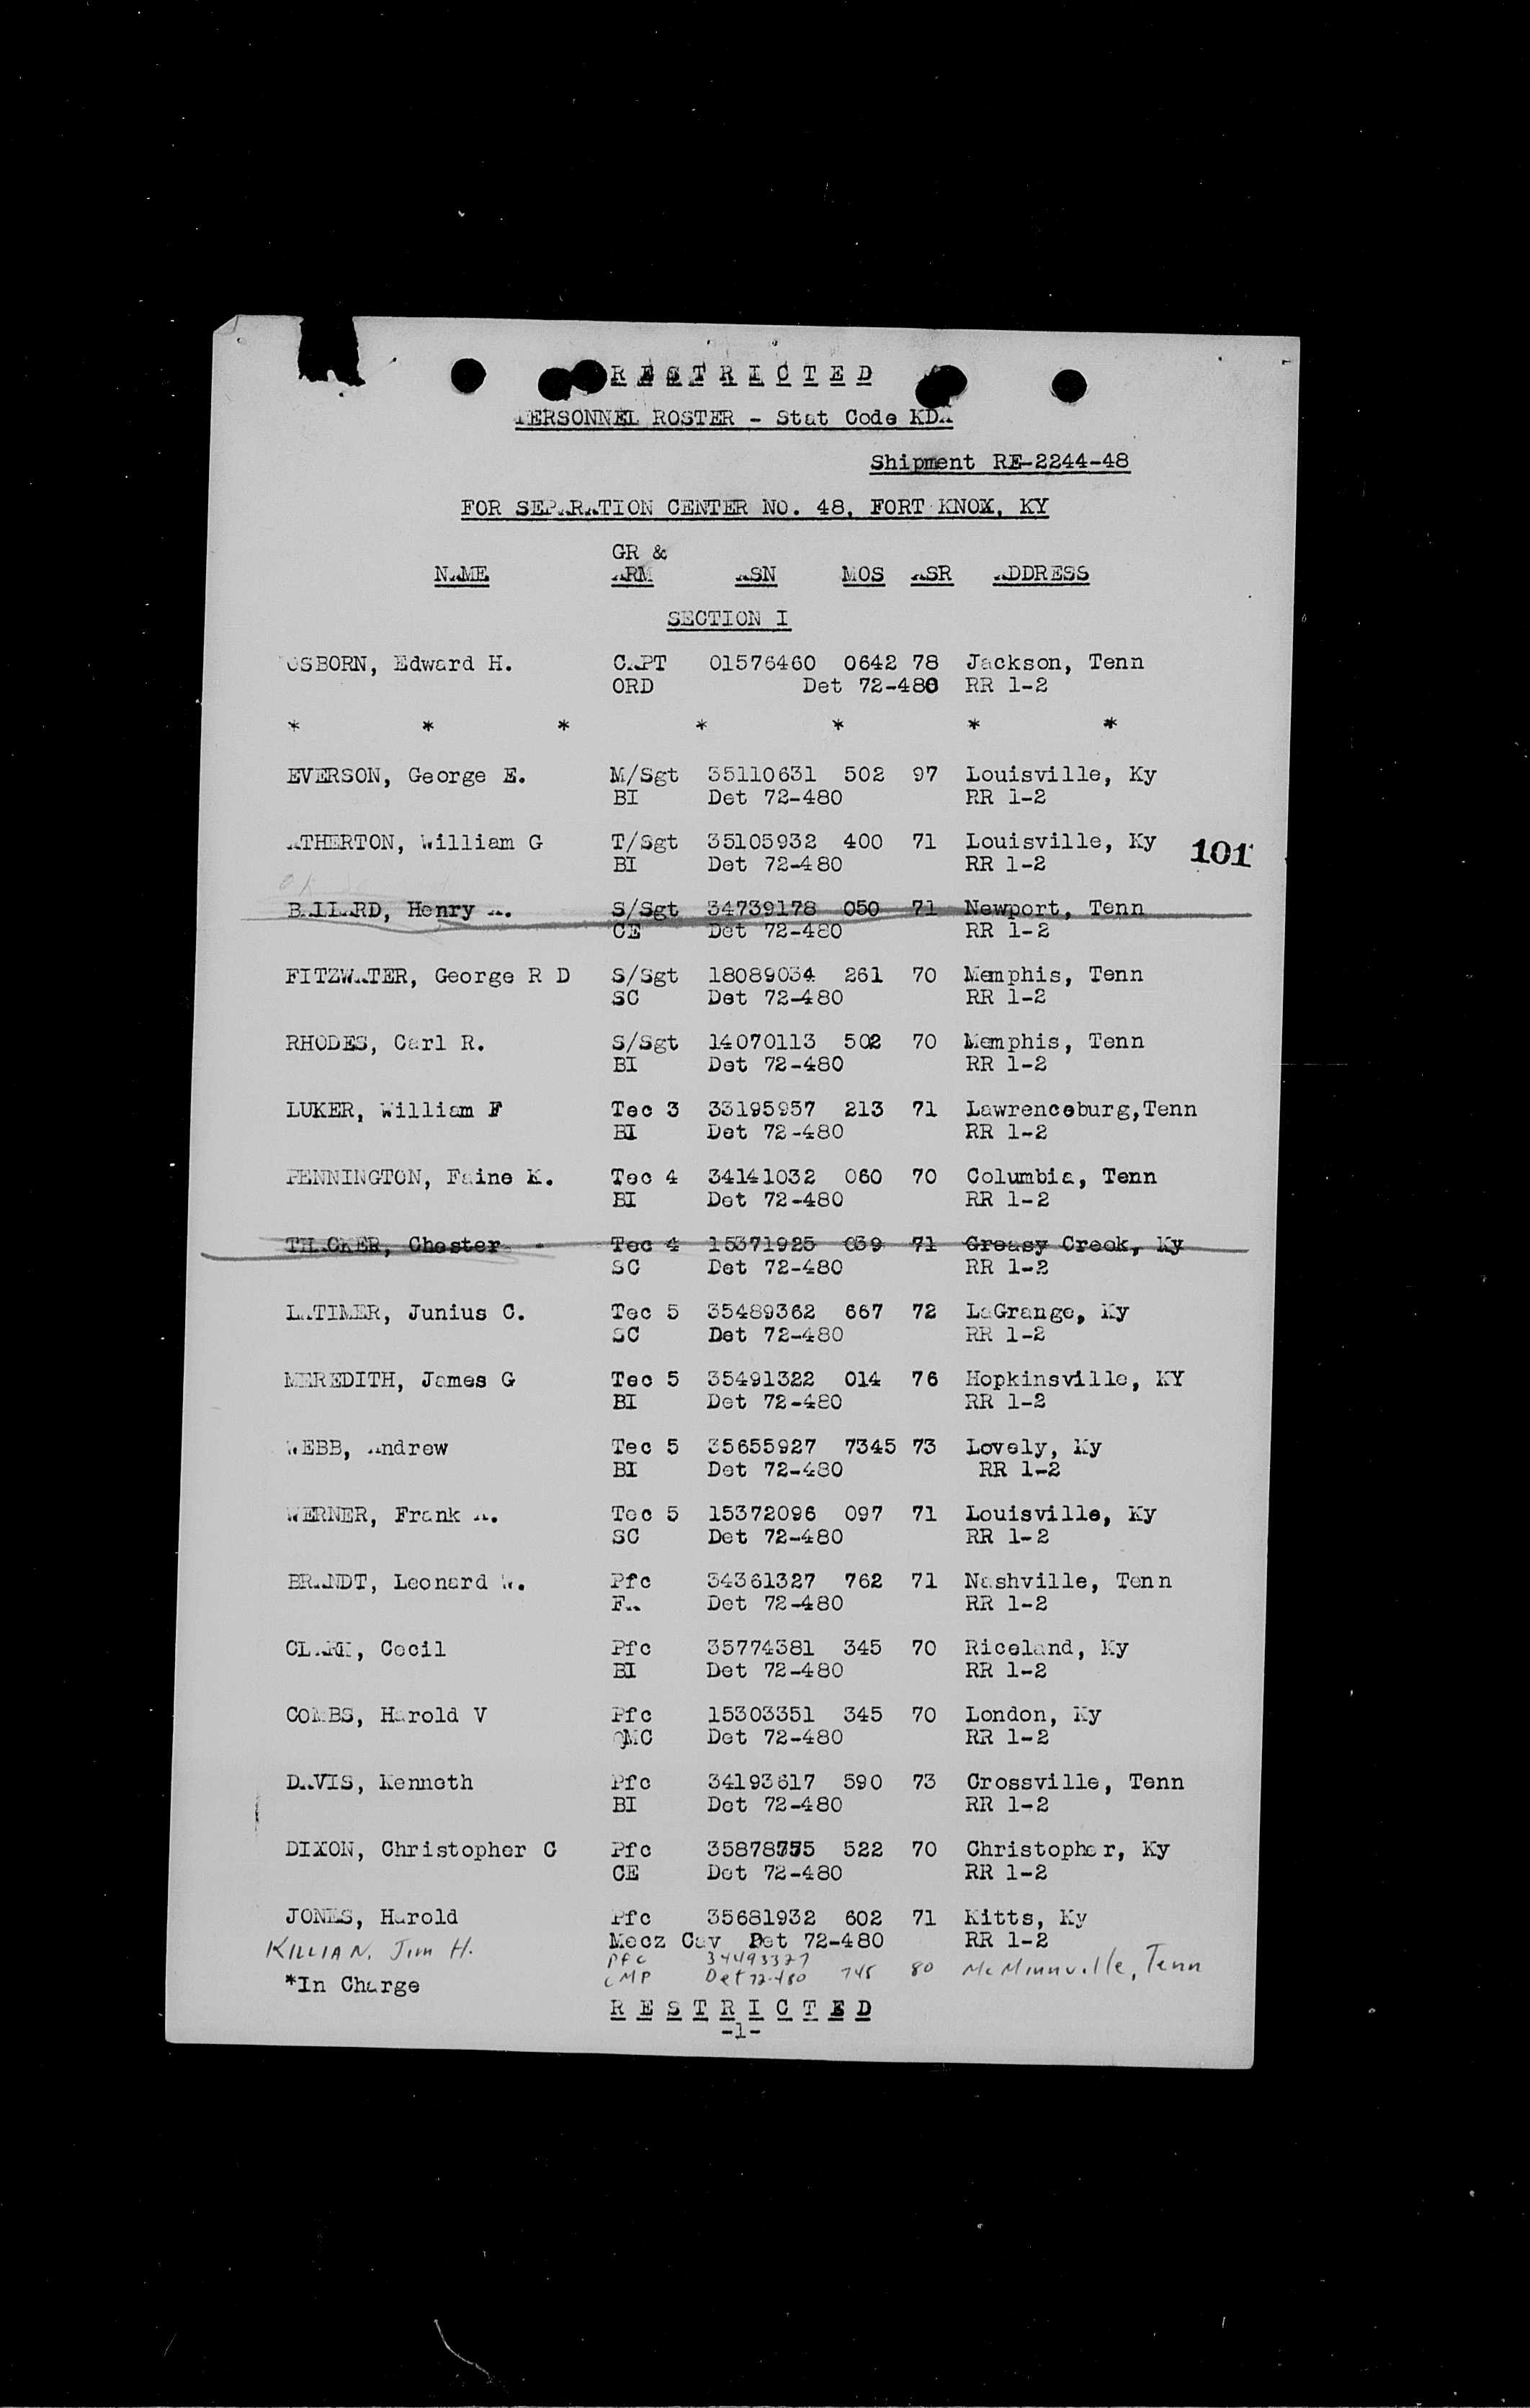 RESTRICTED
PERSONNEL ROSTER - Stat Code KDA
Shipment RE-2244-48
FOR SEPARATION CENTER NO. 48, FORT KNOX, KY
GR &
NAME ARM ASN MOS ASR ADDRESS
SECTION I
*OSBORN, Edward H. CAPT 01576460 0642 78 Jackson, Tenn
ORD Det 72-480 RR 1-2
* * * * * * *
EVERSON, George E. M/Sgt 35110631 502 97 Louisville, Ky
BI Det 72-480 RR 1-2
ATHERTON, William G T/Sgt 35105932 400 71 Louisville, Ky
101
BI Det 72-480 RR 1-2
Henry A. S/Sgt 34739178 050 71 Newport, Tenn
CE Det 72-480 RR 1-2
FITZWATER, George R D S/Sgt 18089034 261 70 Memphis, Tenn
SC Det 72-480 RR 1-2
RHODES, Carl R. S/Sgt 14070113 502 70 Memphis, Tenn
BI Det 72-480 RR 1-2
LUKER, William F Tec 3 33195957 213 71 Lawrenceburg,Tenn
BI Det 72-480 RR 1-2
PENNINGTON, Faine K. Tec 4 34141032 060 70 Columbia, Tenn
BI Det 72-480 RR 1-2
THACKER, Chester Tec 4 15371925 039 71 Greasy Creek, Ky
SC Det 72-480 RR 1-2
LATIMER, Junius C. Tec 5 35489362 667 72 LaGrange, Ky
SC Det 72-480 RR 1-2
MEREDITH, James G Tec 5 35491322 014 76 Hopkinsville, KY
BI Det 72-480 RR 1-2
WEBB, Andrew Tec 5 35655927 7345 73 Lovely, Ky
BI Det 72-480 RR 1-2
WERNER, Frank A. Tec 5 15372096 097 71 Louisville, Ky
SC Det 72-480 RR 1-2
BRANDT, Leonard W. Pfc 34361327 762 71 Nashville, Tenn
FA Det 72-480 RR 1-2
CLARK, Cecil Pfc 35774381 345 70 Riceland, Ky
BI Det 72-480 RR 1-2
COMBS, Harold V Pfc 15303351 345 70 London, Ky
QMC Det 72-480 RR 1-2
DAVIS, Kenneth Pfc 34193617 590 73 Crossville, Tenn
BI Det 72-480 RR 1-2
DIXON, Christopher C Pfc 35878755 522 70 Christopher, Ky
CE Det 72-480 RR 1-2
JONES, Harold Pfc 35681932 602 71 Kitts, Ky
Mecz Cav Det 72-480 RR 1-2
KILLIAN, Jim H. Pfc 34493327
CMP Det 72-480 745 80 McMinnville, Tenn
*In Charge
RESTRICTED
-1-